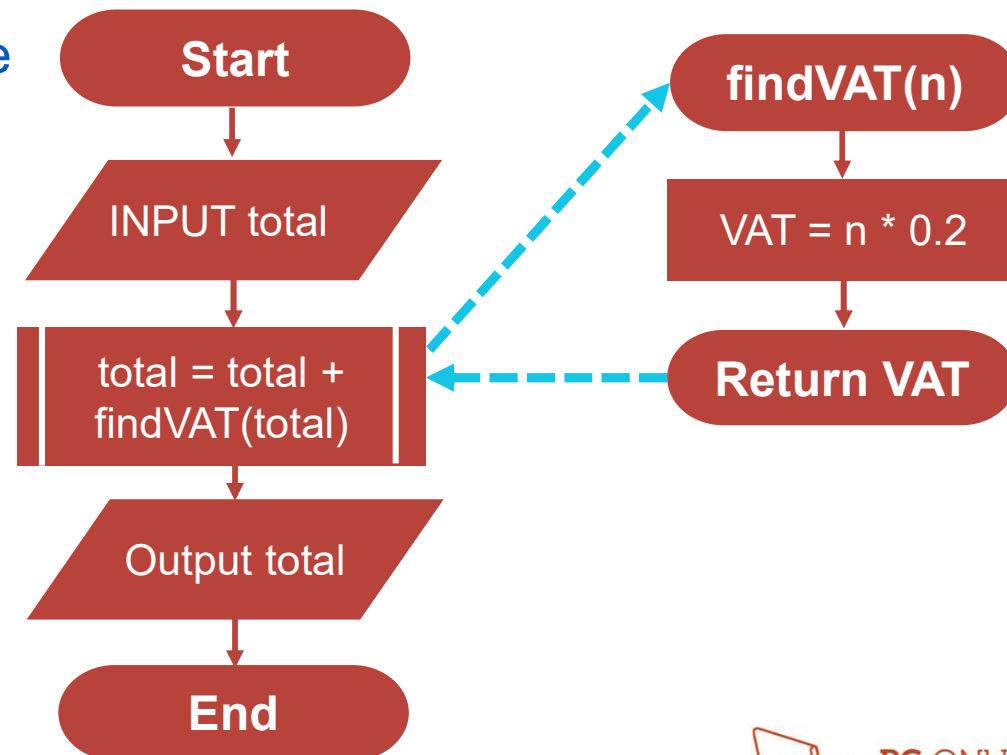 e
Start
INPUT total
total = total +
findVAT(total)
Output total
End
findVAT(n)
VAT = n * 0.2
Return VAT